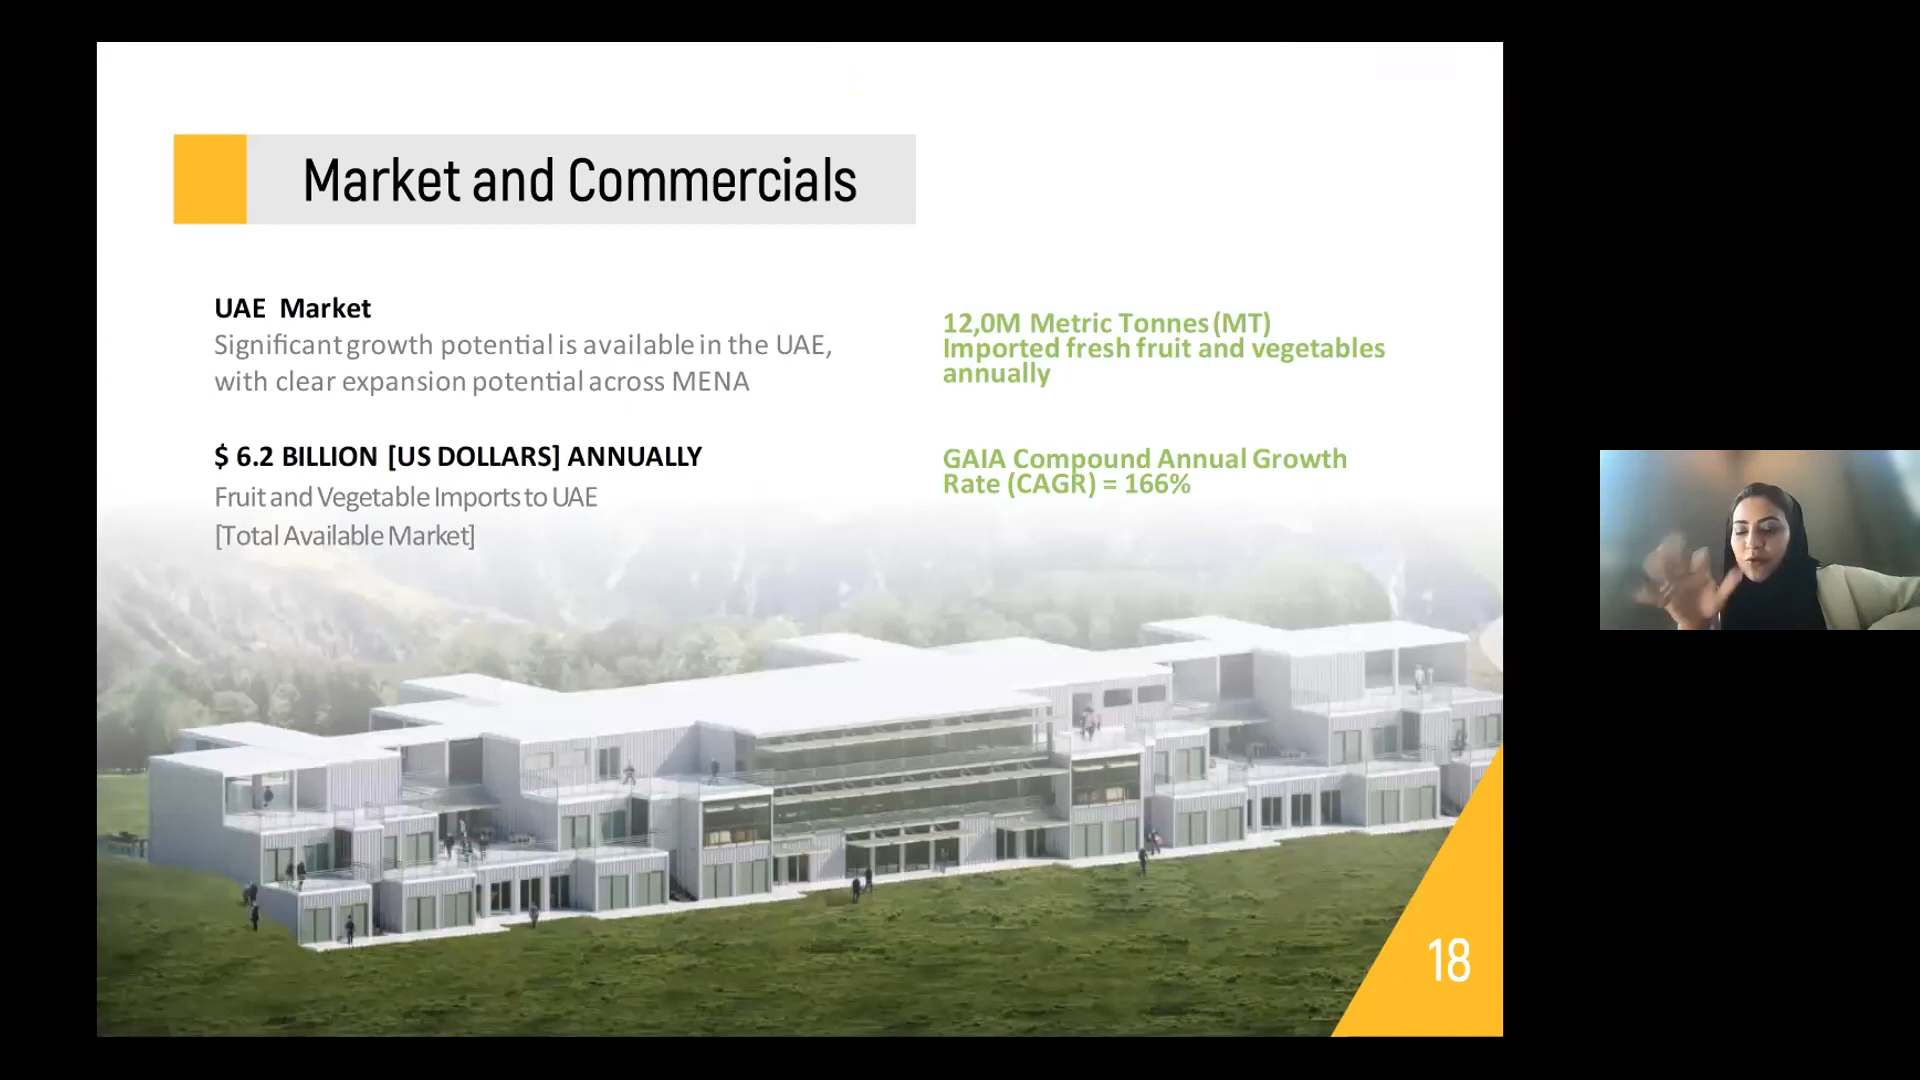 Market and Commercials
UAE Market
Significant growth potential is available in the UAE,
with clear expansion potential across MENA
$ 6.2 BILLION [US DOLLARS] ANNUALLY
Fruit and Vegetable Imports to UAE
[Total Available Market]
12,0M Metric Tonnes (MT)
Imported fresh fruit and vegetables
annually
GAIA Compound Annual Growth
Rate (CAGR) = 166%
18